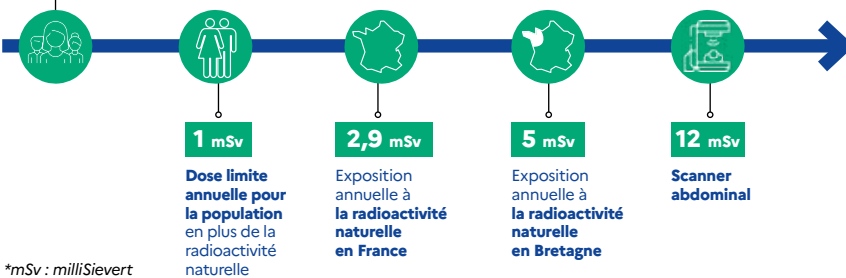 1 mSv
Dose limite
annuelle pour
la population
en plus de la
radioactivité
naturelle
2,9 mSv
Exposition
annuelle à
la radioactivité
naturelle
en France
5 mSv
Exposition
annuelle à
la radioactivité
naturelle
en Bretagne
12 mSv
Scanner
abdominal
*mSv : milliSievert